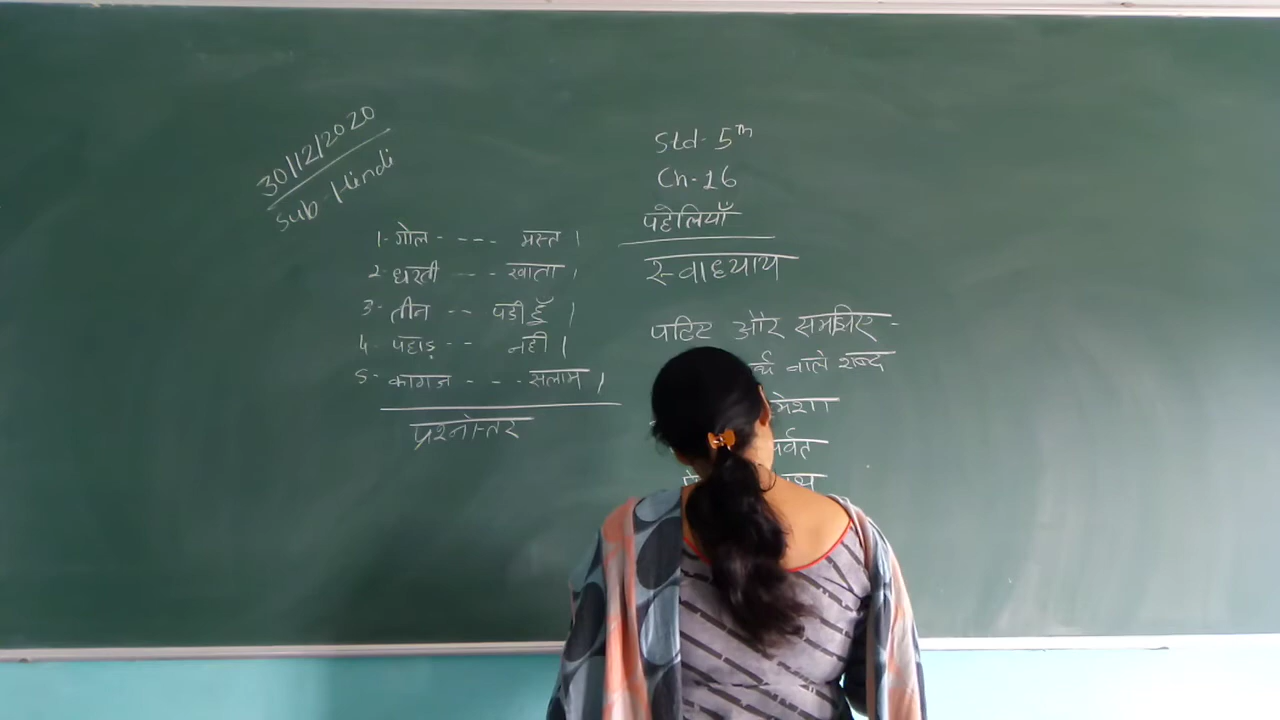 30/12/2020
Sub-Hindi
1- गोल - - - - मस्त ।
2- धरती - - - खाता ।
3- तीन - - पडी हूँ ।
4- पहाड़ - - नही ।
5- कागज - - - सलाम ।
प्रश्नोत्तर
Std- 5th
Ch-16
पहेलियाँ
स्वाध्याय
पढिए और समझिए -
वाले शब्द